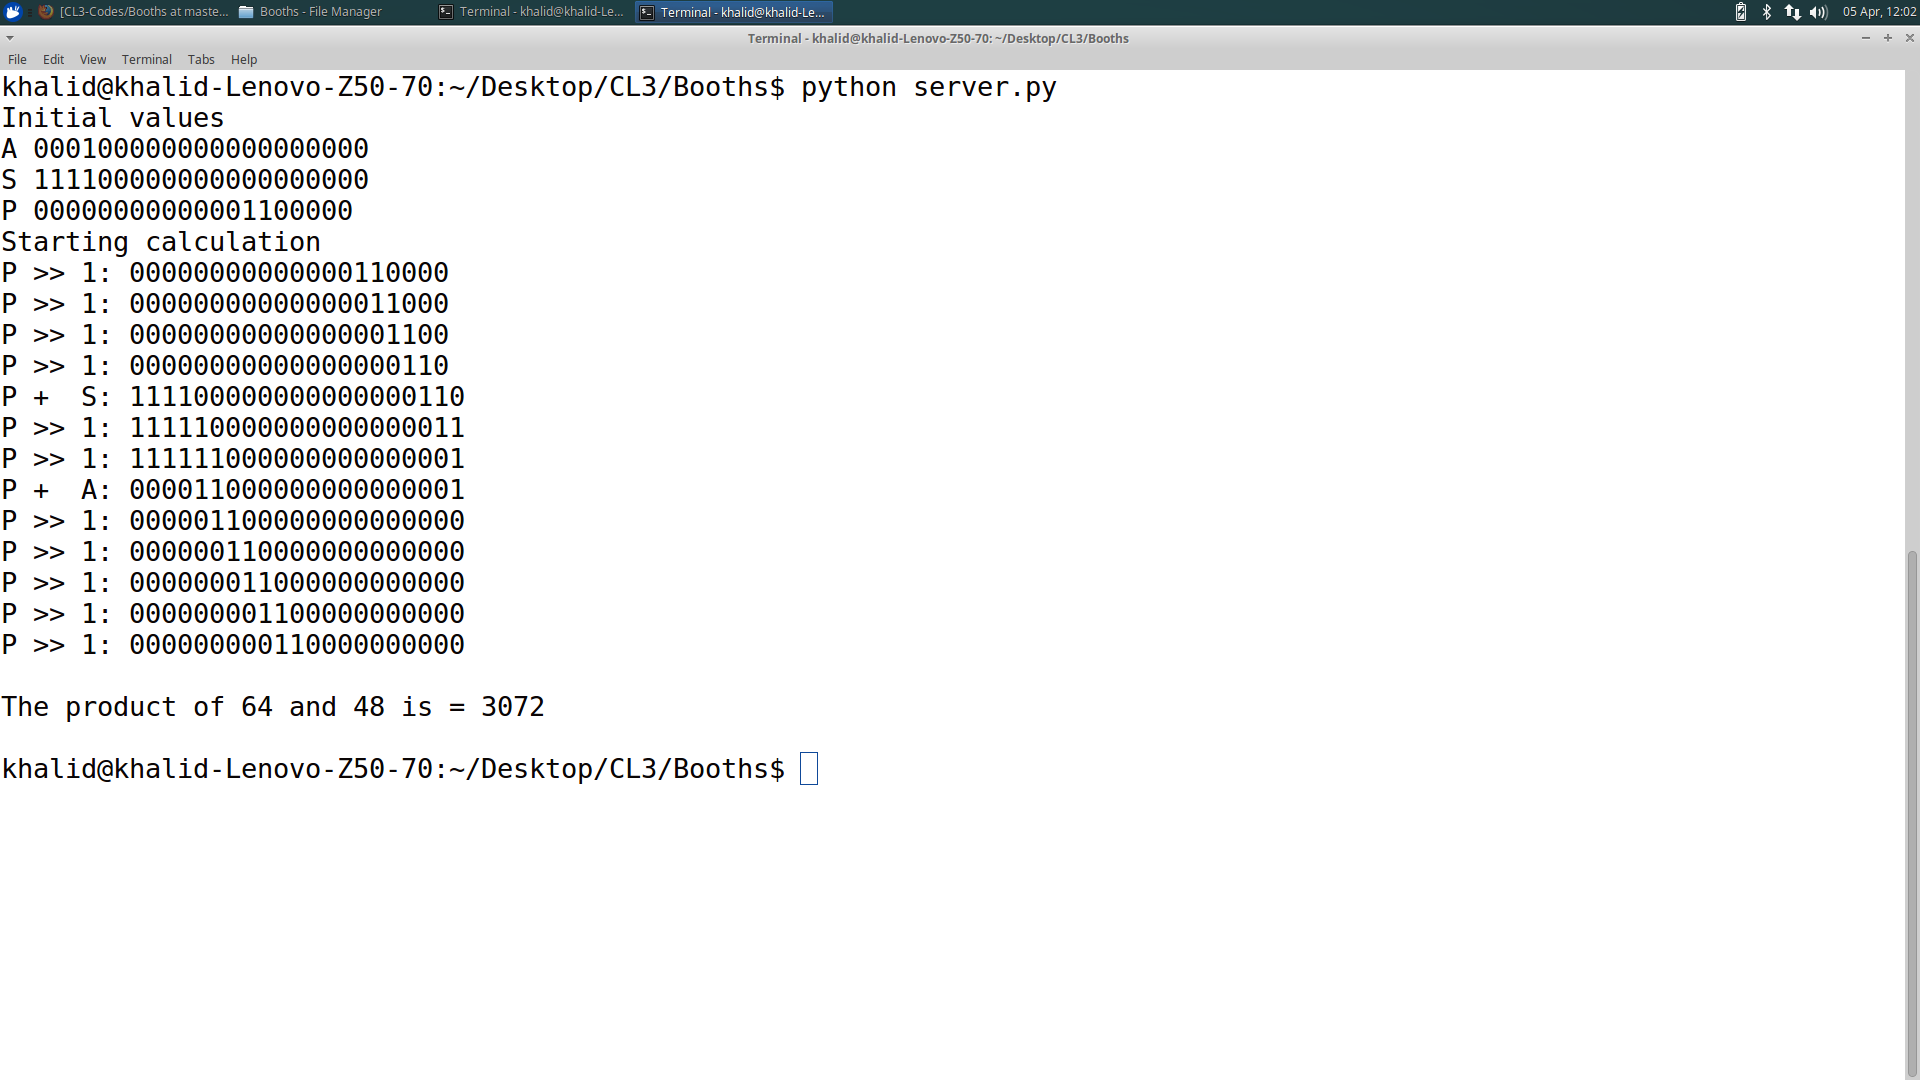 [CL3-Codes/Booths at maste...
Booths - File Manager
Terminal - khalid@khalid-Le...
Terminal - khalid@khalid-Le...
05 Apr, 12:02
Terminal - khalid@khalid-Lenovo-Z50-70: ~/Desktop/CL3/Booths
File Edit View Terminal Tabs Help
khalid@khalid-Lenovo-Z50-70:~/Desktop/CL3/Booths$ python server.py
Initial values
A 000100000000000000000
S 111100000000000000000
P 00000000000001100000
Starting calculation
P >> 1: 00000000000000110000
P >> 1: 00000000000000011000
P >> 1: 00000000000000001100
P >> 1: 00000000000000000110
P +  S: 111100000000000000110
P >> 1: 111110000000000000011
P >> 1: 111111000000000000001
P +  A: 000011000000000000001
P >> 1: 000001100000000000000
P >> 1: 000000110000000000000
P >> 1: 000000011000000000000
P >> 1: 000000001100000000000
P >> 1: 000000000110000000000
The product of 64 and 48 is = 3072
khalid@khalid-Lenovo-Z50-70:~/Desktop/CL3/Booths$